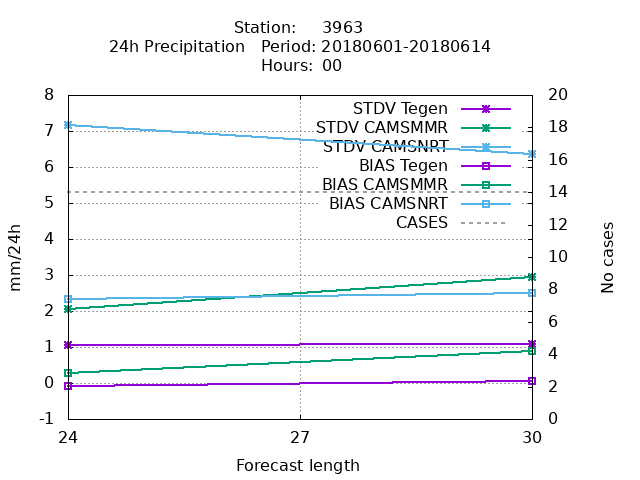 Station: 3963
24h Precipitation Period: 20180601-20180614
Hours: 00
8 20
STDV Tegen
7 18
STDV CAMSMMR
STDV CAMSNRT
6 16
BIAS Tegen
BIAS CAMSMMR
5 14
BIAS CAMSNRT
CASES
4 12
3 10
2 8
1 6
0 4
-1 2
0
mm/24h
No cases
24 27 30
Forecast length